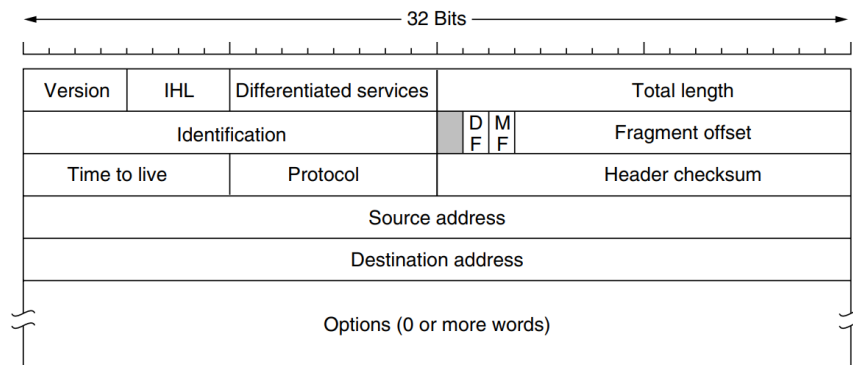 32 Bits
Version IHL Differentiated services Total length
Identification D F M F Fragment offset
Time to live Protocol Header checksum
Source address
Destination address
Options (0 or more words)